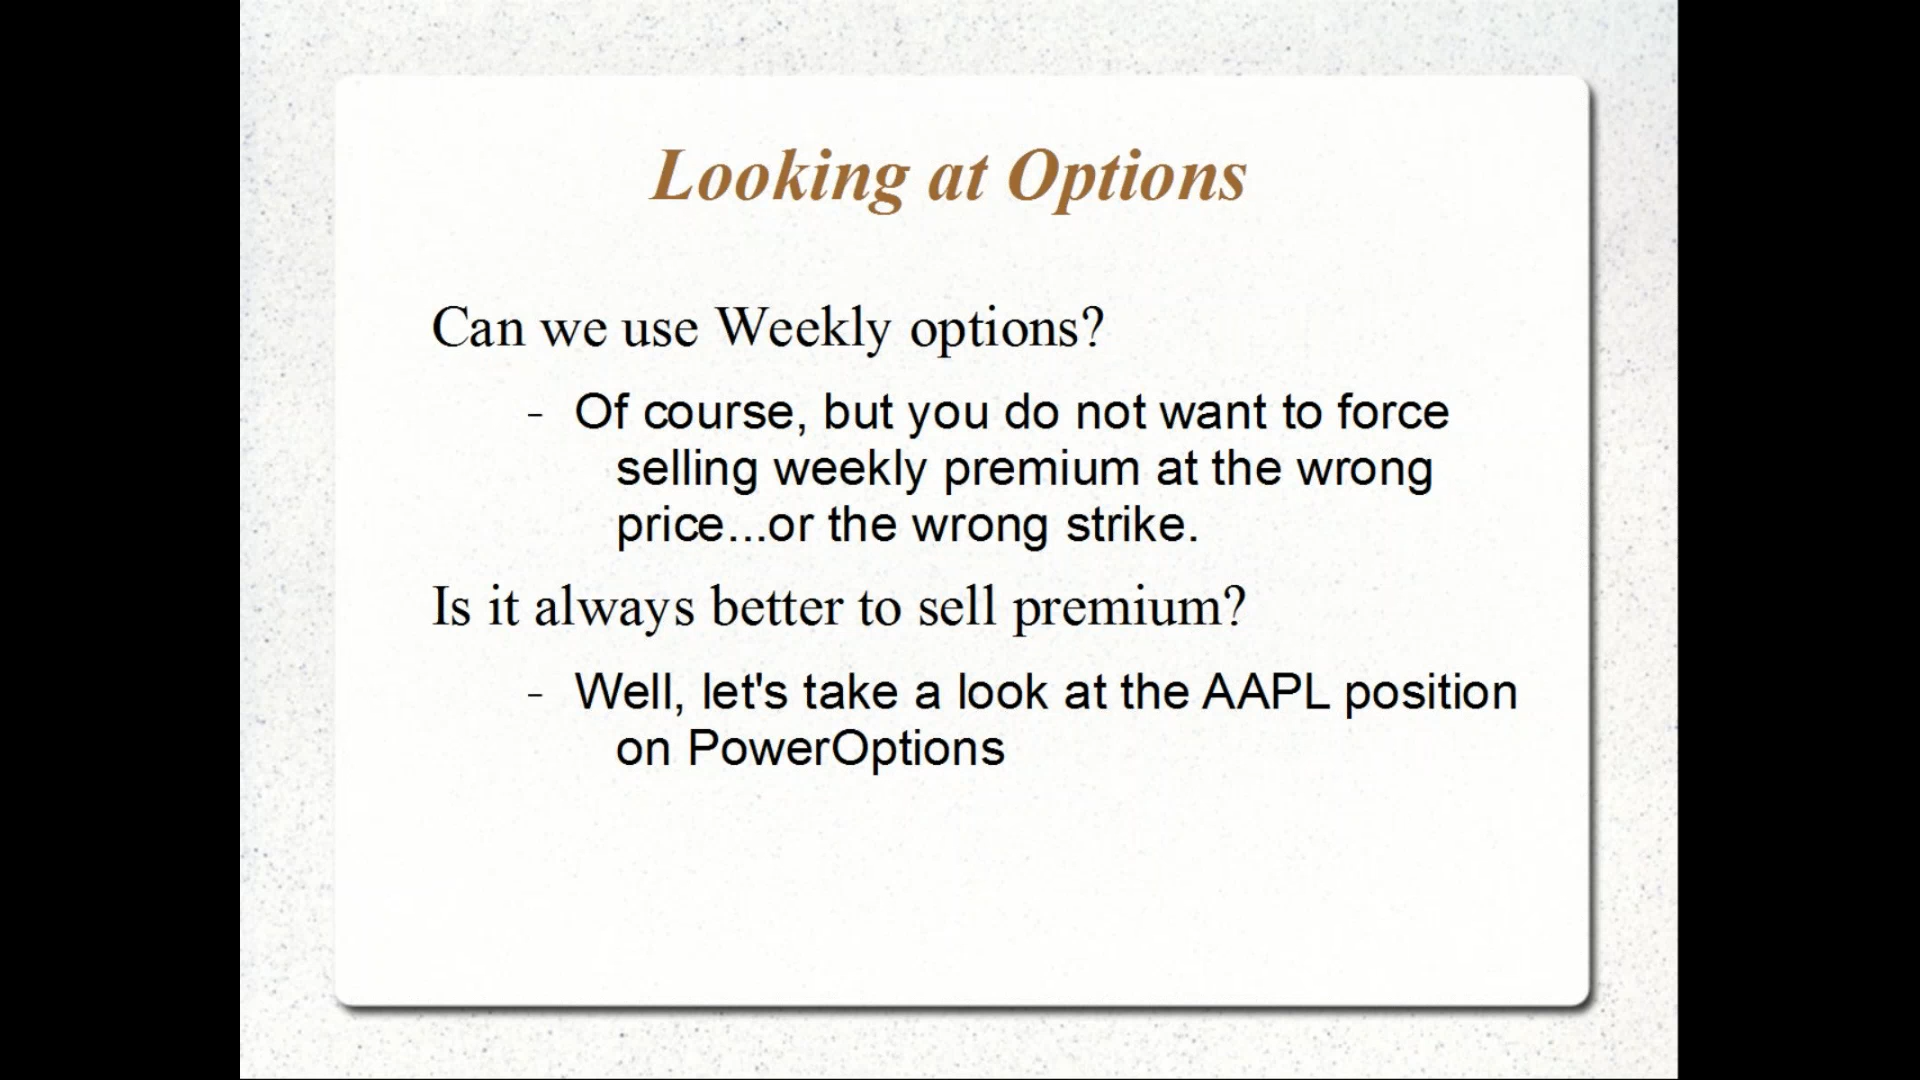 Looking at Options
Can we use Weekly options?
- Of course, but you do not want to force
selling weekly premium at the wrong
price...or the wrong strike.
Is it always better to sell premium?
- Well, let's take a look at the AAPL position
on PowerOptions